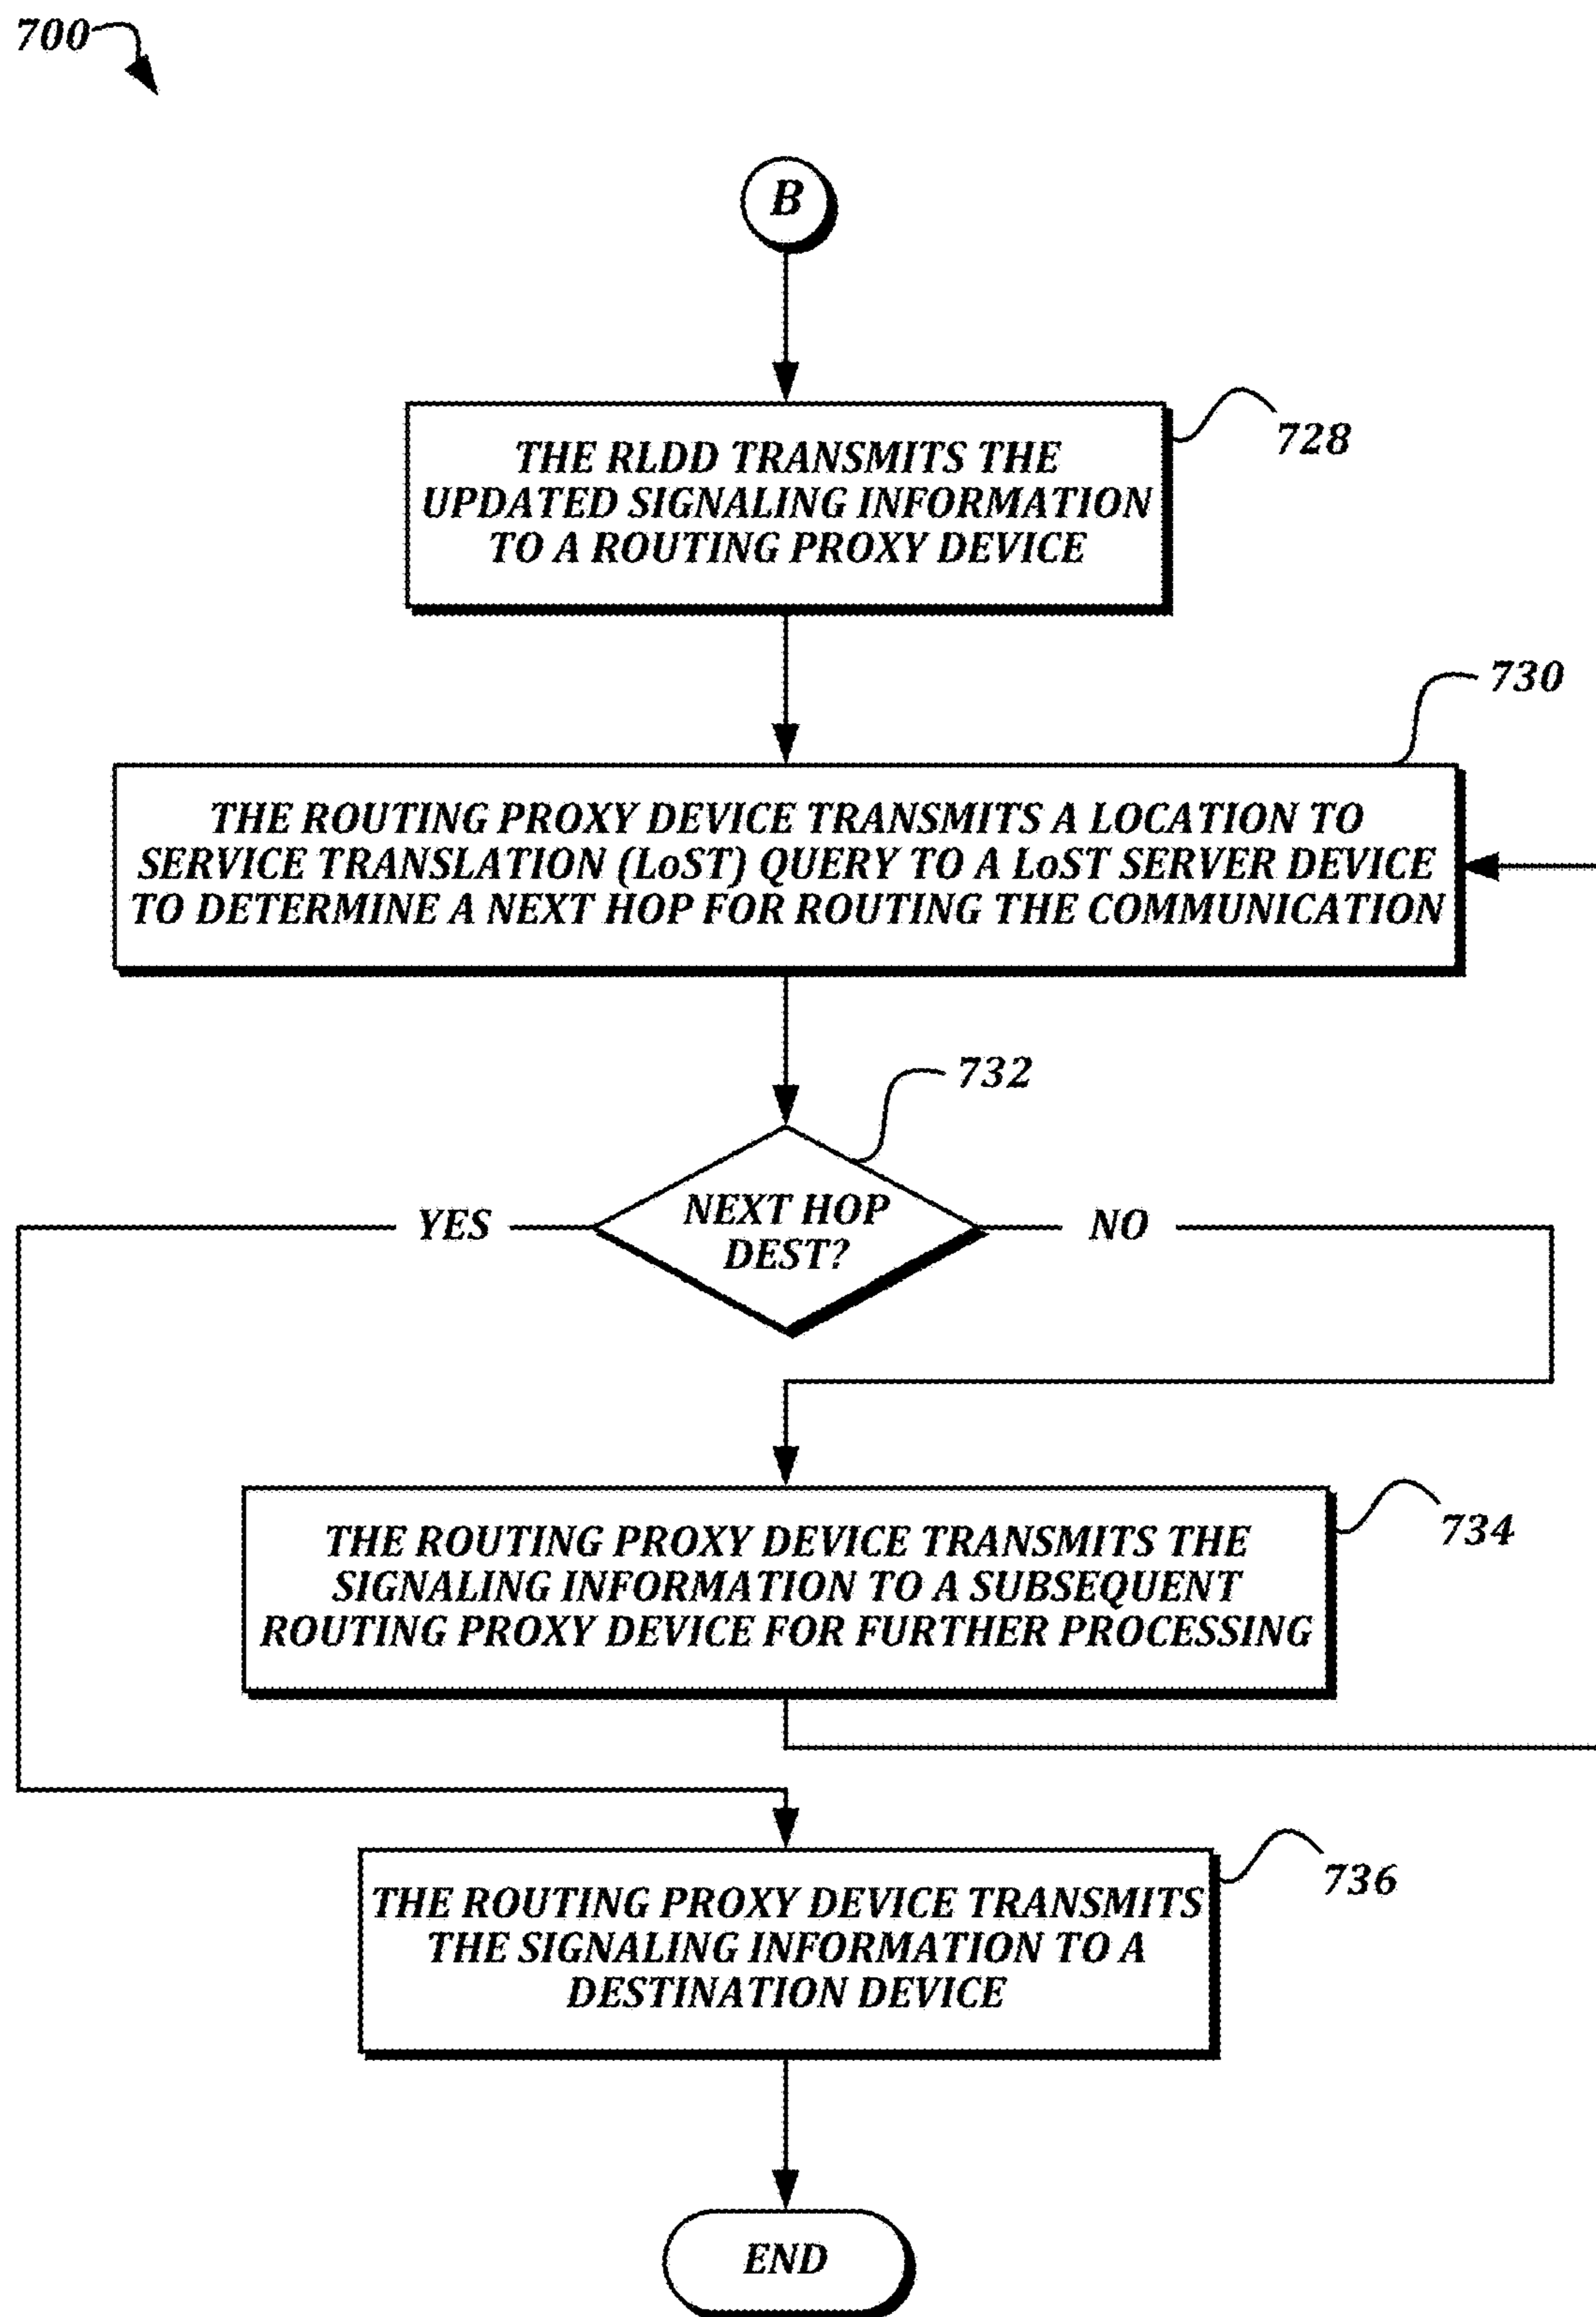 700
B
THE RLDD TRANSMITS THE
UPDATED SIGNALING INFORMATION
TO A ROUTING PROXY DEVICE
728
730
THE ROUTING PROXY DEVICE TRANSMITS A LOCATION TO
SERVICE TRANSLATION (LoST) QUERY TO A LoST SERVER DEVICE
TO DETERMINE A NEXT HOP FOR ROUTING THE COMMUNICATION
732
NEXT HOP
DEST?
YES
NO
THE ROUTING PROXY DEVICE TRANSMITS THE
SIGNALING INFORMATION TO A SUBSEQUENT
ROUTING PROXY DEVICE FOR FURTHER PROCESSING
734
THE ROUTING PROXY DEVICE TRANSMITS
THE SIGNALING INFORMATION TO A
DESTINATION DEVICE
736
END